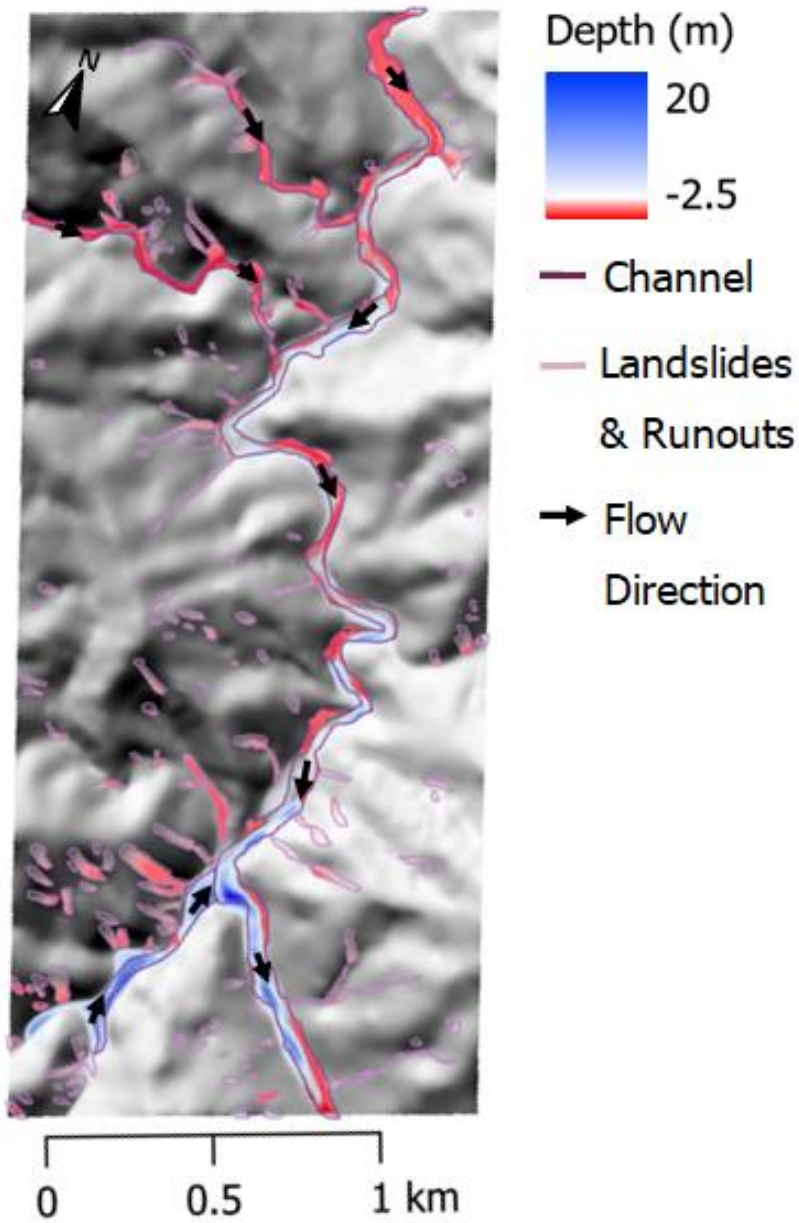 N
Depth (m)
20
-2.5
Channel
Landslides
& Runouts
Flow
Direction
0 0.5 1 km